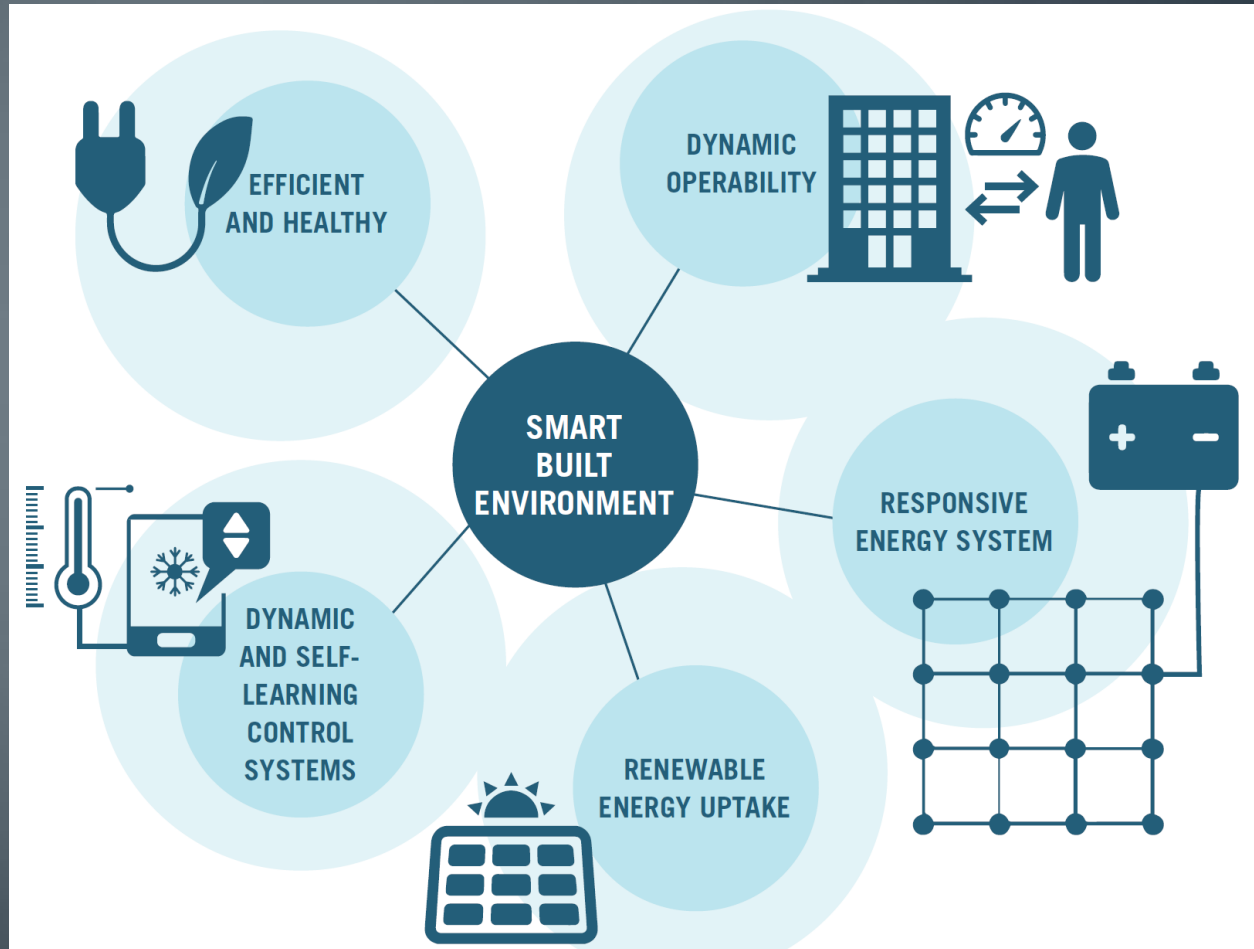 EFFICIENT
AND HEALTHY
DYNAMIC
OPERABILITY
SMART
BUILT
ENVIRONMENT
RESPONSIVE
ENERGY SYSTEM
DYNAMIC
AND SELF-
LEARNING
CONTROL
SYSTEMS
RENEWABLE
ENERGY UPTAKE